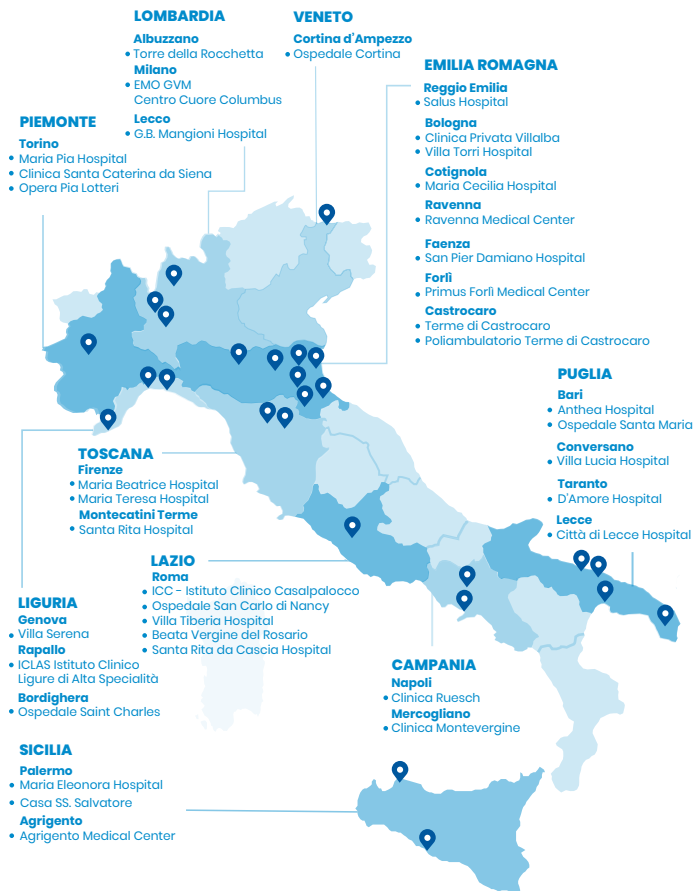 LOMBARDIA
Albuzzano
• Torre della Rocchetta
Milano
• EMO GVM
Centro Cuore Columbus
Lecco
• G.B. Mangioni Hospital
VENETO
Cortina d'Ampezzo
• Ospedale Cortina
EMILIA ROMAGNA
Reggio Emilia
• Salus Hospital
Bologna
• Clinica Privata Villalba
• Villa Torri Hospital
Cotignola
• Maria Cecilia Hospital
Ravenna
• Ravenna Medical Center
Faenza
• San Pier Damiano Hospital
Forlì
• Primus Forlì Medical Center
Castrocaro
• Terme di Castrocaro
• Poliambulatorio Terme di Castrocaro
PIEMONTE
Torino
• Maria Pia Hospital
• Clinica Santa Caterina da Siena
• Opera Pia Lotteri
PUGLIA
Bari
• Anthea Hospital
• Ospedale Santa Maria
Conversano
• Villa Lucia Hospital
Taranto
• D'Amore Hospital
Lecce
• Città di Lecce Hospital
TOSCANA
Firenze
• Maria Beatrice Hospital
• Maria Teresa Hospital
Montecatini Terme
• Santa Rita Hospital
LAZIO
Roma
• ICC - Istituto Clinico Casalpalocco
• Ospedale San Carlo di Nancy
• Villa Tiberia Hospital
• Beata Vergine del Rosario
• Santa Rita da Cascia Hospital
LIGURIA
Genova
• Villa Serena
Rapallo
• ICLAS Istituto Clinico
Ligure di Alta Specialità
Bordighera
• Ospedale Saint Charles
CAMPANIA
Napoli
• Clinica Ruesch
Mercogliano
• Clinica Montevergine
SICILIA
Palermo
• Maria Eleonora Hospital
• Casa SS. Salvatore
Agrigento
• Agrigento Medical Center